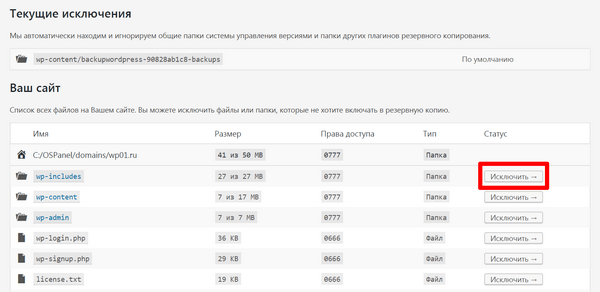 Текущие исключения
Мы автоматически находим и игнорируем общие папки системы управления версиями и папки других плагинов резервного копирования.
wp-content/backupwordpress-90828ab1c8-backups По умолчанию
Ваш сайт
Список всех файлов на Вашем сайте. Вы можете исключить файлы или папки, которые не хотите включать в резервную копию.
Имя Размер Права доступа Тип Статус
C:/OSPanel/domains/wp01.ru 41 из 50 MB 0777 Папка
wp-includes 27 из 27 MB 0777 Папка Исключить →
wp-content 7 из 17 MB 0777 Папка Исключить →
wp-admin 7 из 7 MB 0777 Папка Исключить →
wp-login.php 36 KB 0666 Файл Исключить →
wp-signup.php 29 KB 0666 Файл Исключить →
license.txt 19 KB 0666 Файл Исключить →